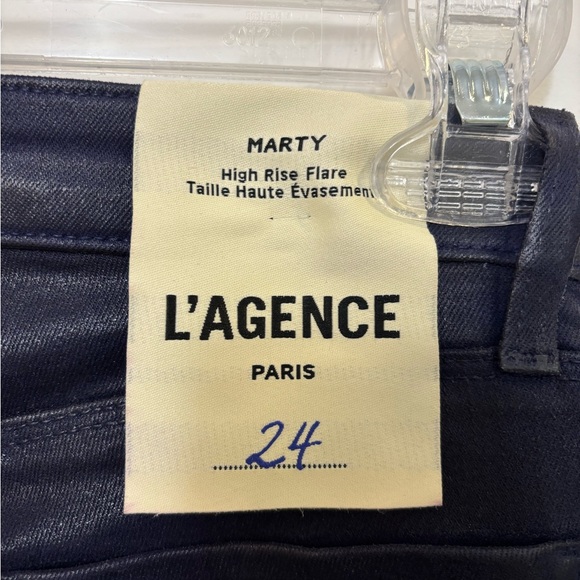 MARTY
High Rise Flare
Taille Haute Évasement
L'AGENCE
PARIS
24